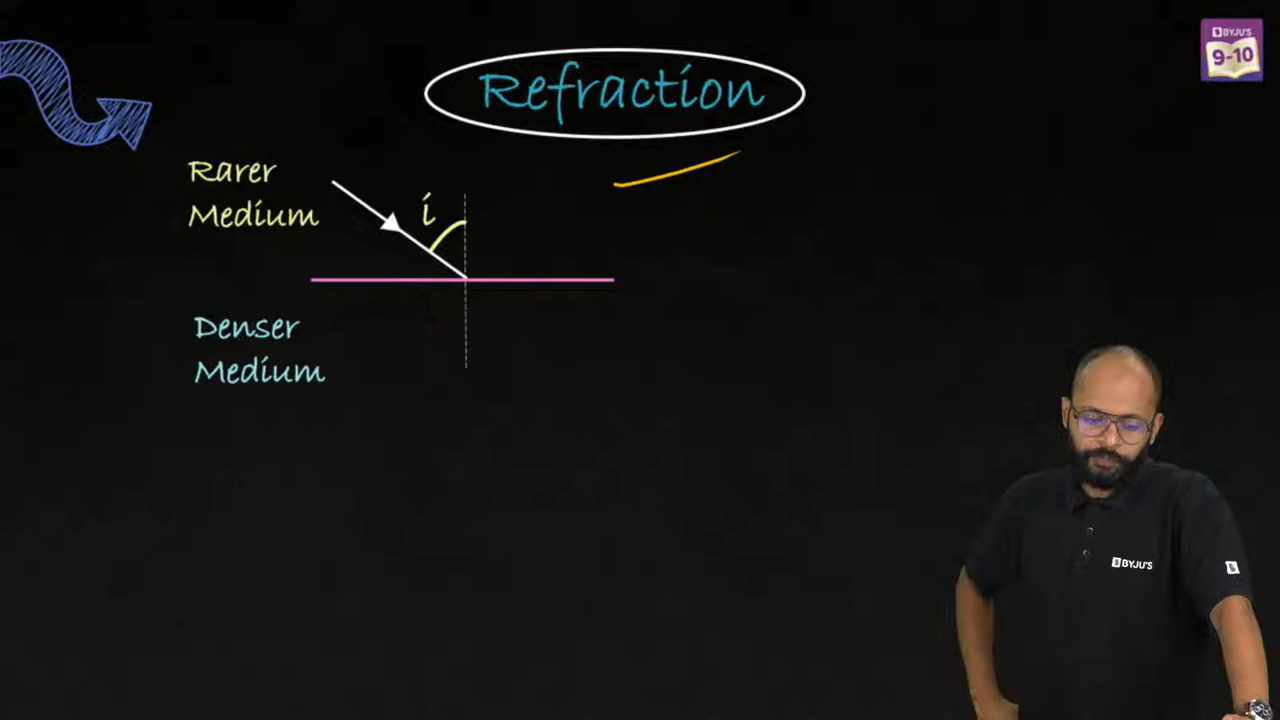 BYJU'S
9-10
Refraction
Rarer
Medium
i
Denser
Medium
BYJU'S